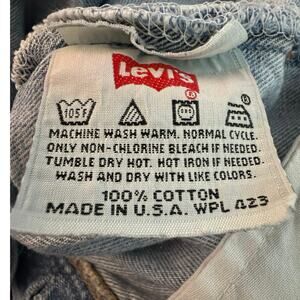 Levi's
®
105F
MACHINE WASH WARM. NORMAL CYCLE.
ONLY NON-CHLORINE BLEACH IF NEEDED.
TUMBLE DRY HOT. HOT IRON IF NEEDED.
WASH AND DRY WITH LIKE COLORS.
100% COTTON
MADE IN U.S.A. WPL 423